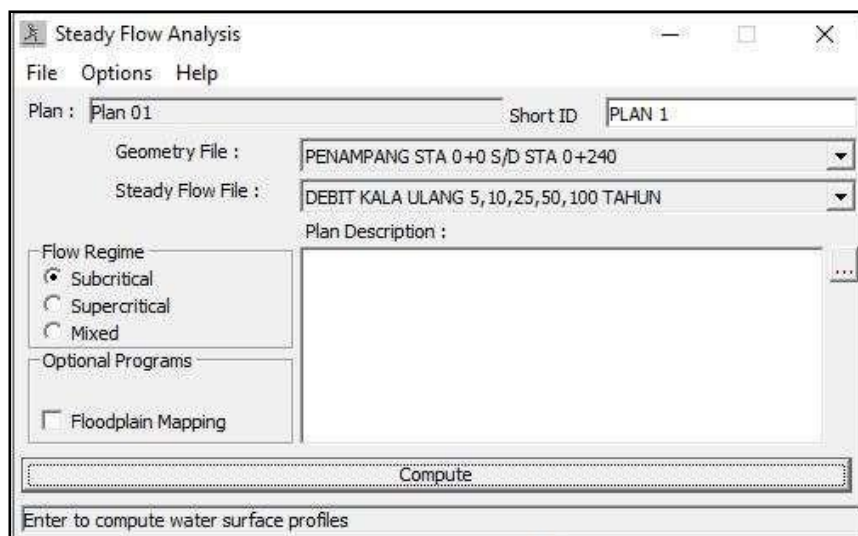 Steady Flow Analysis
File Options Help
Plan : Plan 01 Short ID PLAN 1
Geometry File : PENAMPANG STA 0+0 S/D STA 0+240
Steady Flow File : DEBIT KALA ULANG 5,10,25,50,100 TAHUN
Plan Description :
Flow Regime
Subcritical
Supercritical
Mixed
...
Optional Programs
Floodplain Mapping
Compute
Enter to compute water surface profiles